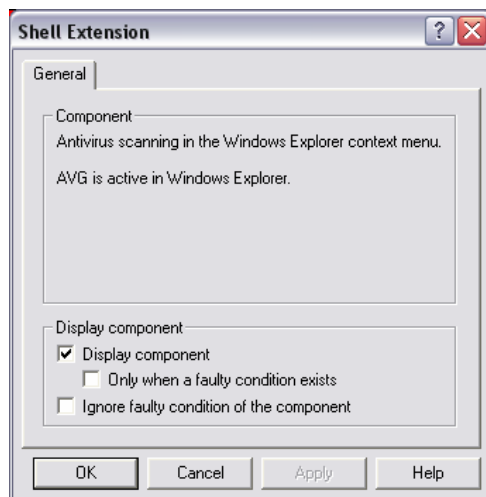 Shell Extension
General
Component
Antivirus scanning in the Windows Explorer context menu.
AVG is active in Windows Explorer.
Display component
Display component
Only when a faulty condition exists
Ignore faulty condition of the component
OK Cancel Apply Help